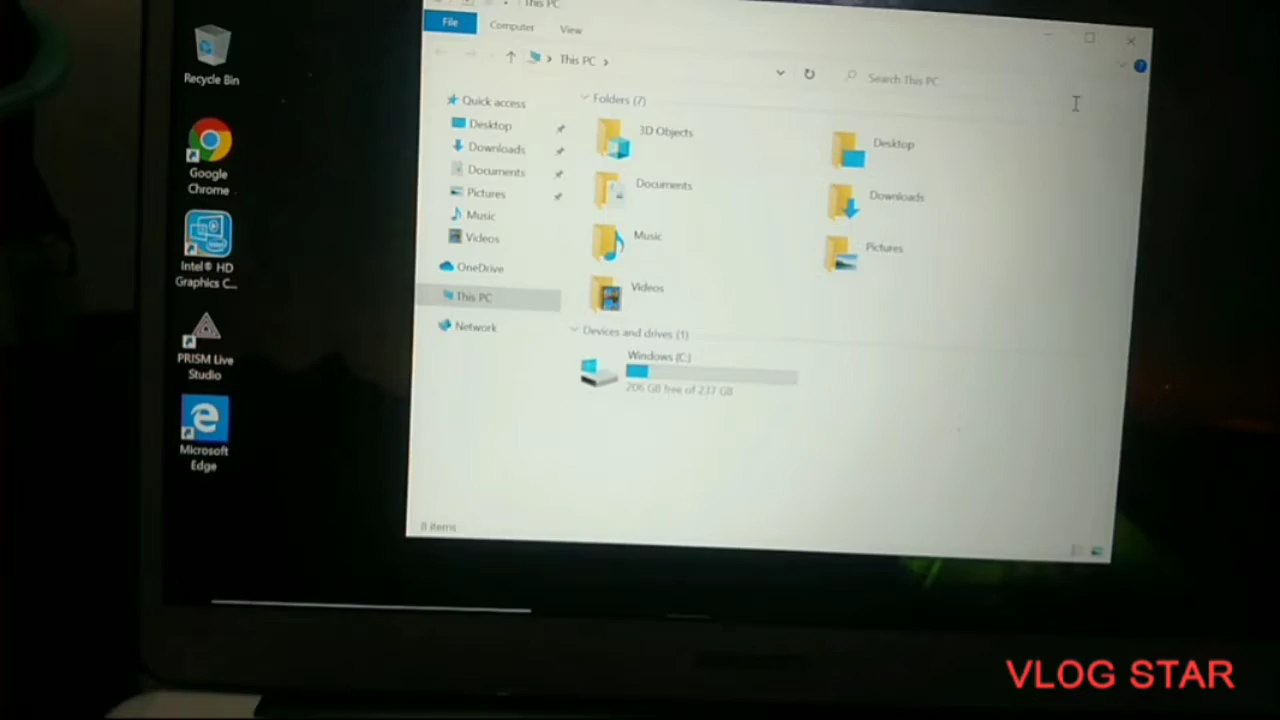 This PC
File
Computer
View
This PC
Search This PC
Recycle Bin
Google
Chrome
Intel® HD
Graphics C...
PRISM Live
Studio
Microsoft
Edge
Quick access
Desktop
Downloads
Documents
Pictures
Music
Videos
OneDrive
This PC
Network
Folders (7)
3D Objects
Desktop
Documents
Downloads
Music
Pictures
Videos
Devices and drives (1)
Windows (C:)
206 GB free of 237 GB
8 items
VLOG STAR